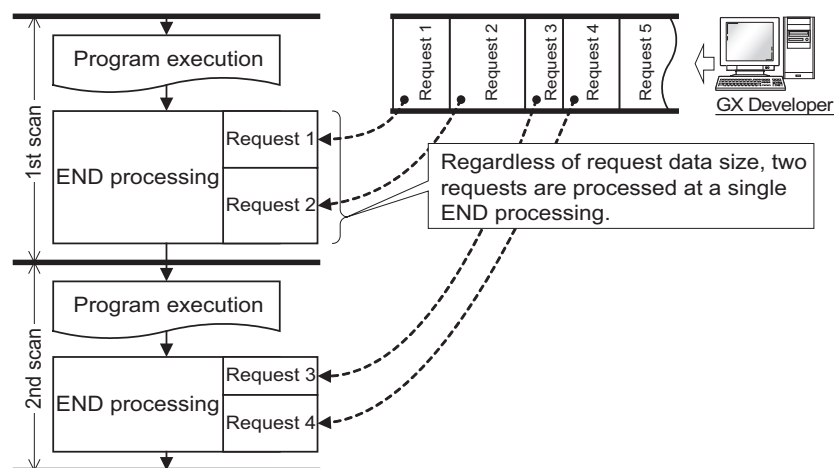 Request 1
Request 2
Request 3
Request 4
Request 5
GX Developer
1st scan
Program execution
END processing
Request 1
Request 2
Regardless of request data size, two
requests are processed at a single
END processing.
2nd scan
Program execution
END processing
Request 3
Request 4